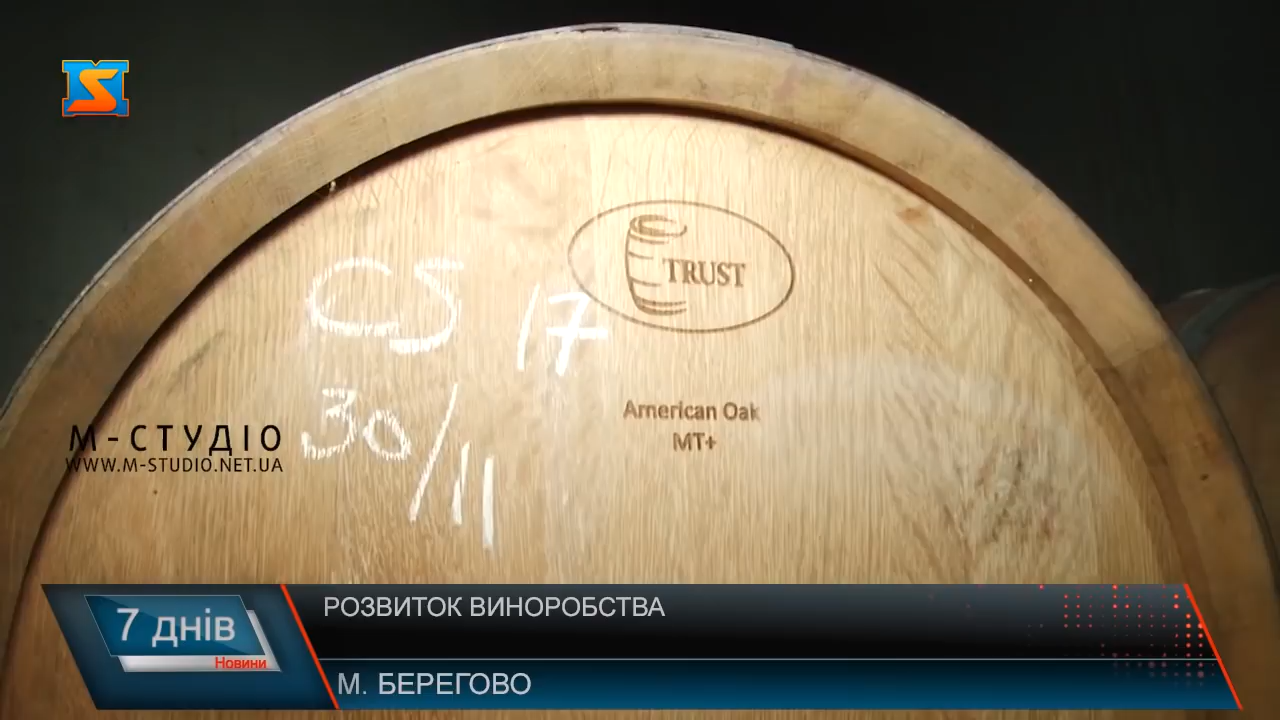 TRUST
CS 17
American Oak
MT+
30/11
М-СТУДІО
WWW.M-STUDIO.NET.UA
7 днів
Новини
РОЗВИТОК ВИНОРОБСТВА
М. БЕРЕГОВО